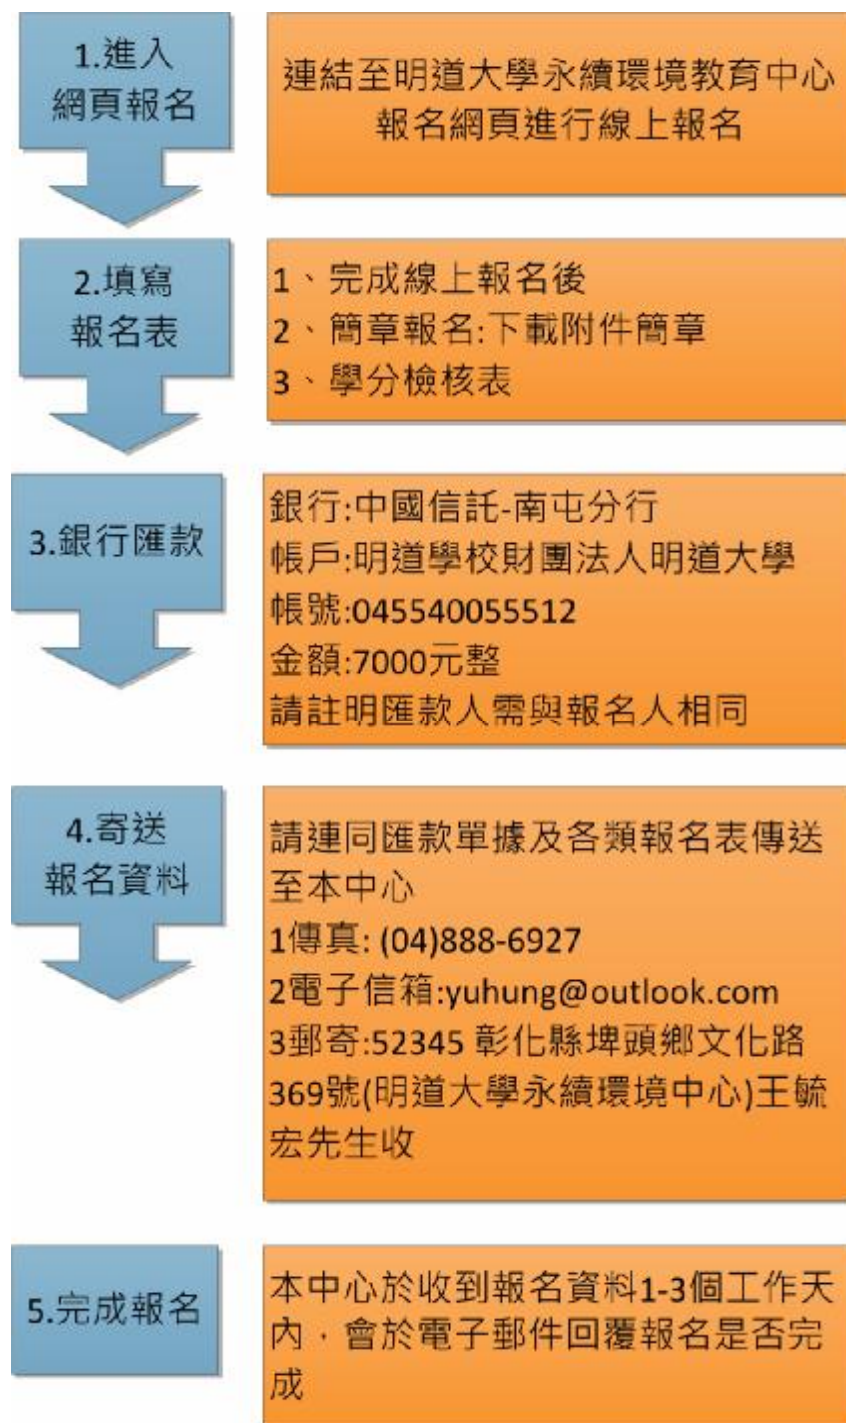 1.進入
網頁報名
連結至明道大學永續環境教育中心
報名網頁進行線上報名
2.填寫
報名表
1、完成線上報名後
2、簡章報名:下載附件簡章
3、學分檢核表
3.銀行匯款
銀行:中國信託-南屯分行
帳戶:明道學校財團法人明道大學
帳號:045540055512
金額:7000元整
請註明匯款人需與報名人相同
4.寄送
報名資料
請連同匯款單據及各類報名表傳送
至本中心
1傳真: (04)888-6927
2電子信箱:yuhung@outlook.com
3郵寄:52345 彰化縣埤頭鄉文化路
369號(明道大學永續環境中心)王毓
宏先生收
5.完成報名
本中心於收到報名資料1-3個工作天
內，會於電子郵件回覆報名是否完
成